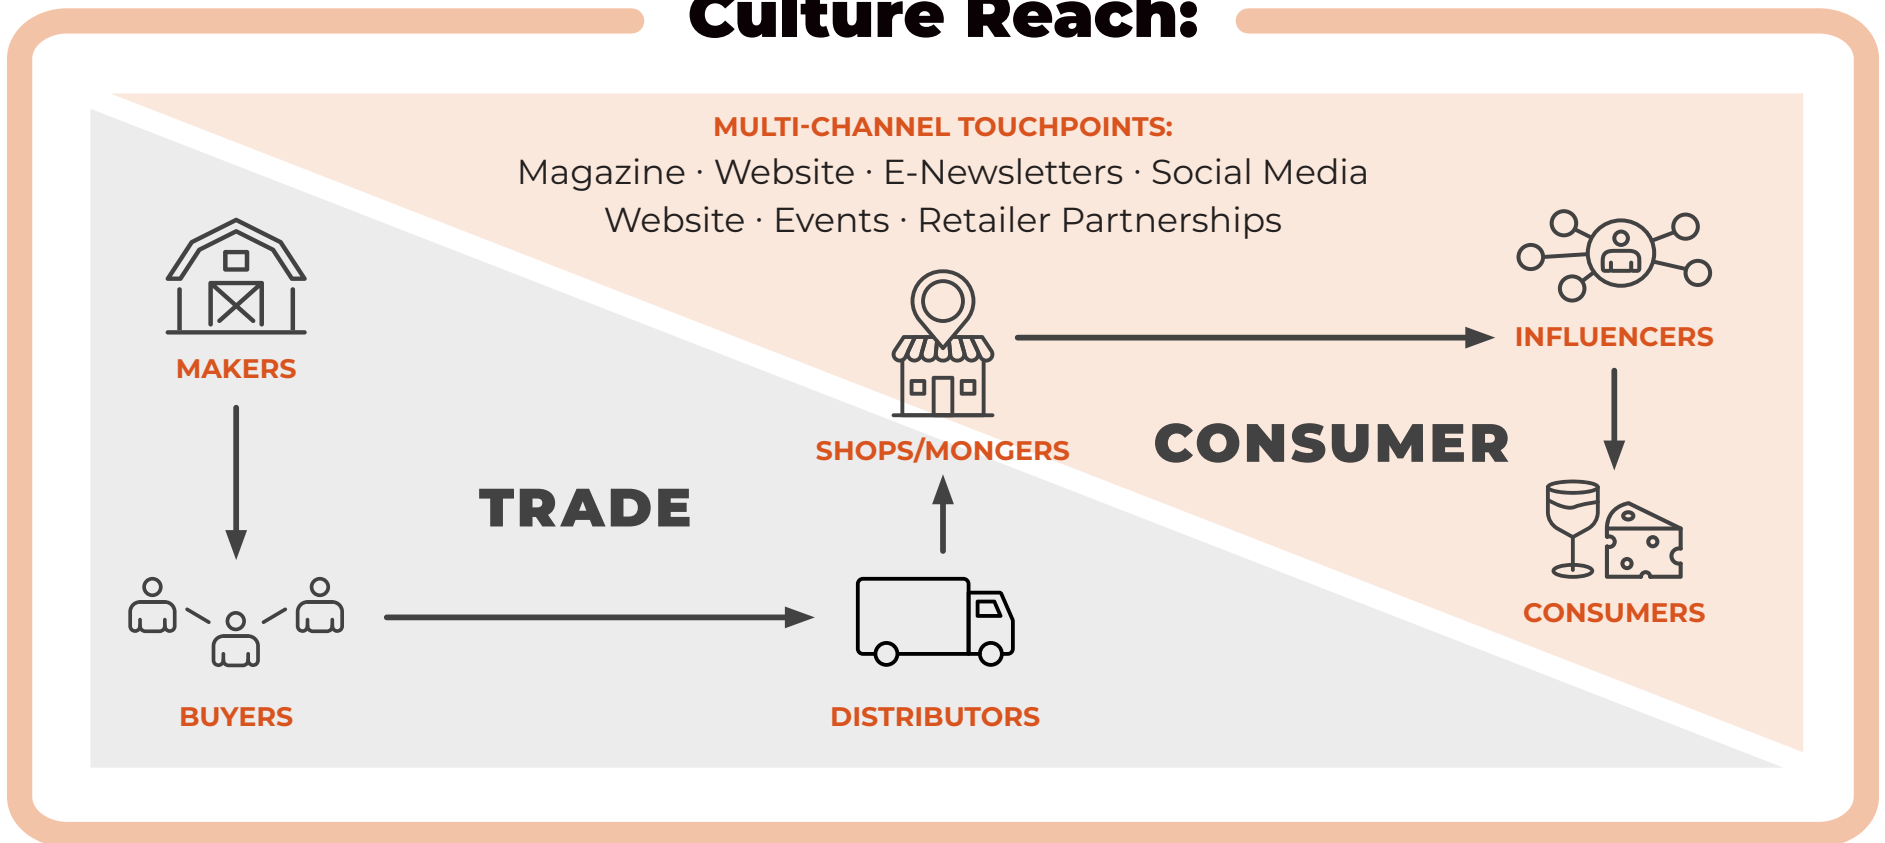 Culture Reach:
MULTI-CHANNEL TOUCHPOINTS:
Magazine · Website · E-Newsletters · Social Media
Website · Events · Retailer Partnerships
MAKERS
INFLUENCERS
SHOPS/MONGERS
CONSUMER
TRADE
CONSUMERS
BUYERS
DISTRIBUTORS